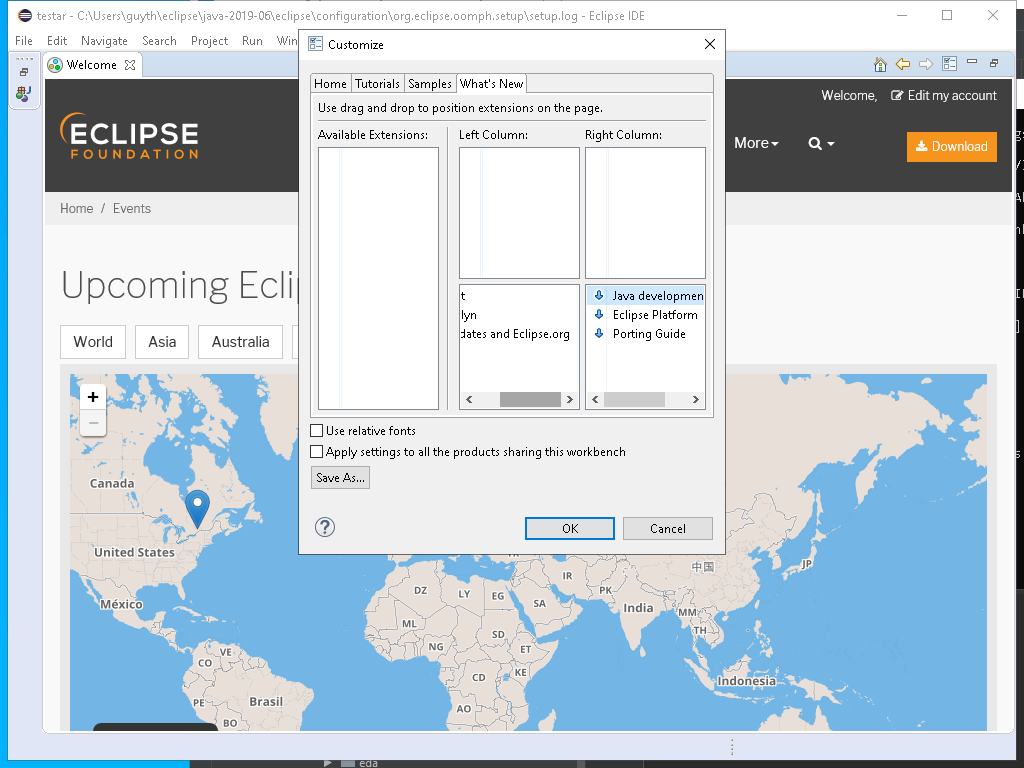 testar - C:\Users\guyth\eclipse\java-2019-06\eclipse\configuration\org.eclipse.oomph.setup\setup.log - Eclipse IDE
File Edit Navigate Search Project Run Win
Customize
Welcome
Home Tutorials Samples What's New
Use drag and drop to position extensions on the page.
Available Extensions: Left Column: Right Column:
t
lyn
dates and Eclipse.org
Java developmen
Eclipse Platform
Porting Guide
Use relative fonts
Apply settings to all the products sharing this workbench
Save As...
? OK Cancel
Welcome, Edit my account
ECLIPSE
FOUNDATION
More
Download
Home / Events
Upcoming Ecli
World Asia Australia
+
−
Canada
United States
México
VE
CO
PE
Brasil
BO
DZ LY EG
ML
SA
NG SD
ET
CD KE
AO
IR
PK
India
中国
JP
MM
TH
Indonesia
eda